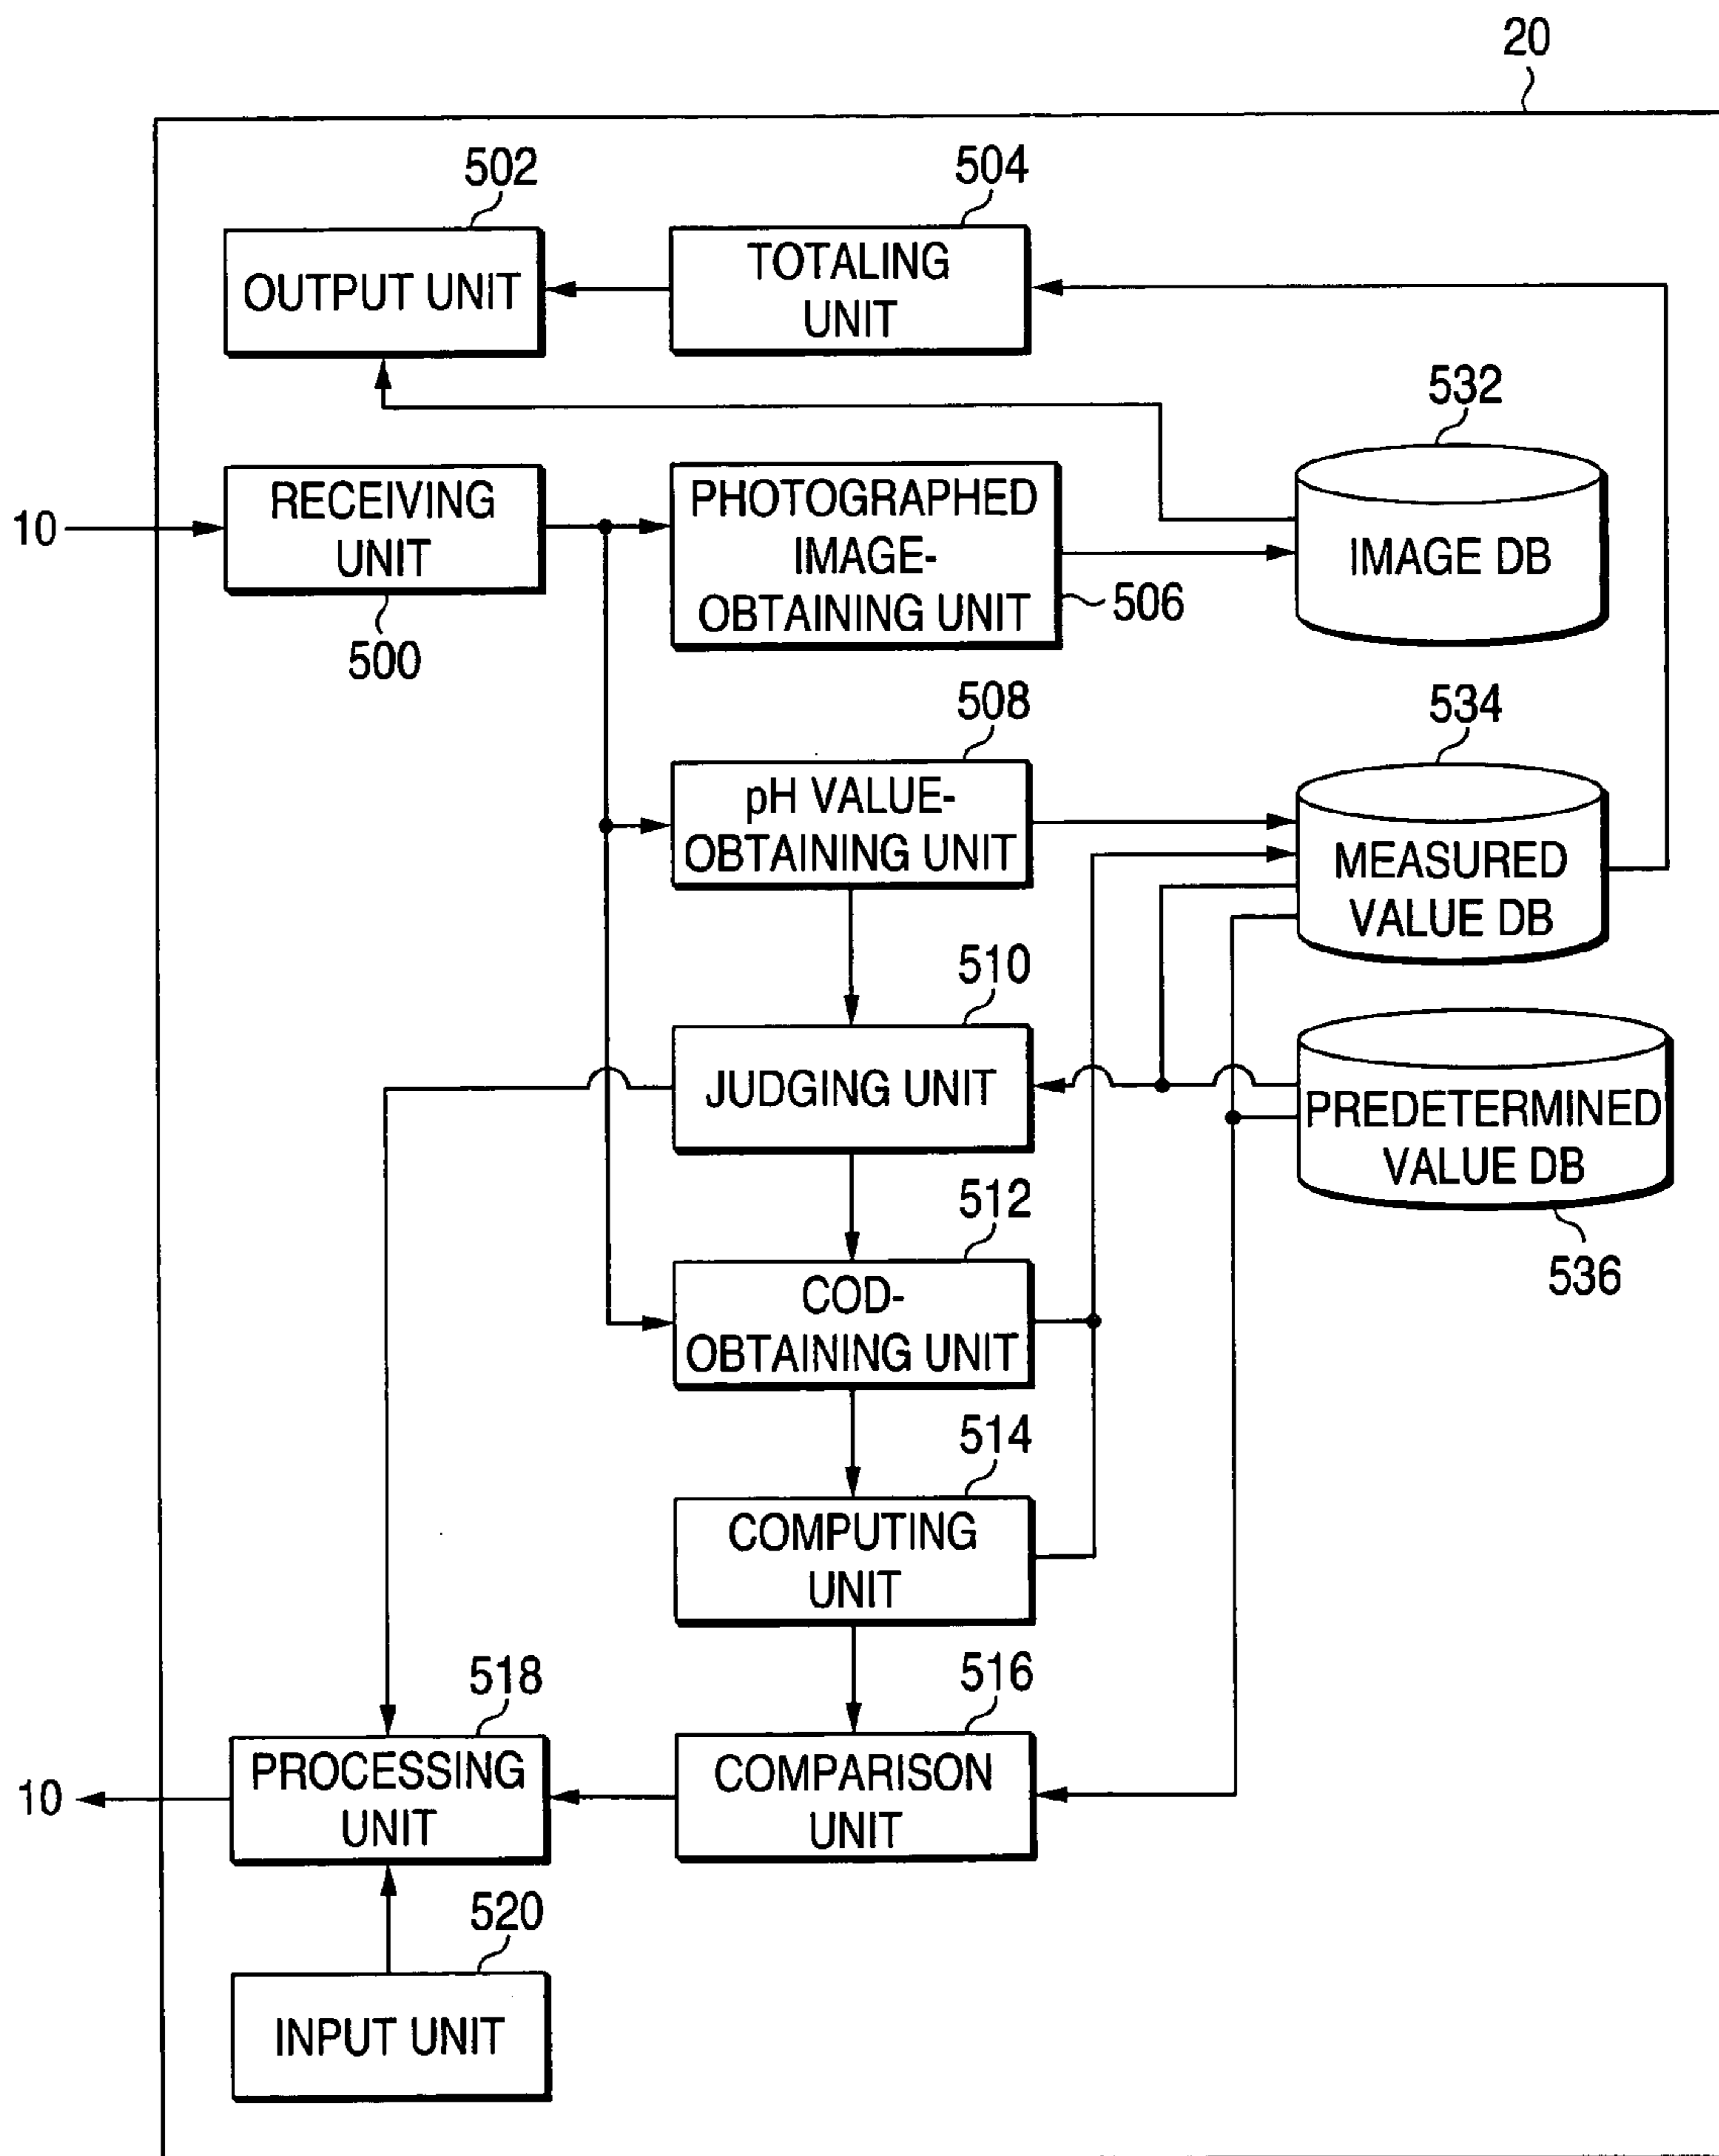 20
502
504
OUTPUT UNIT
TOTALING
UNIT
532
10
RECEIVING
UNIT
500
PHOTOGRAPHED
IMAGE-
OBTAINING UNIT
506
IMAGE DB
508
534
pH VALUE-
OBTAINING UNIT
MEASURED
VALUE DB
510
JUDGING UNIT
PREDETERMINED
VALUE DB
536
512
COD-
OBTAINING UNIT
514
COMPUTING
UNIT
518
516
10
PROCESSING
UNIT
COMPARISON
UNIT
520
INPUT UNIT